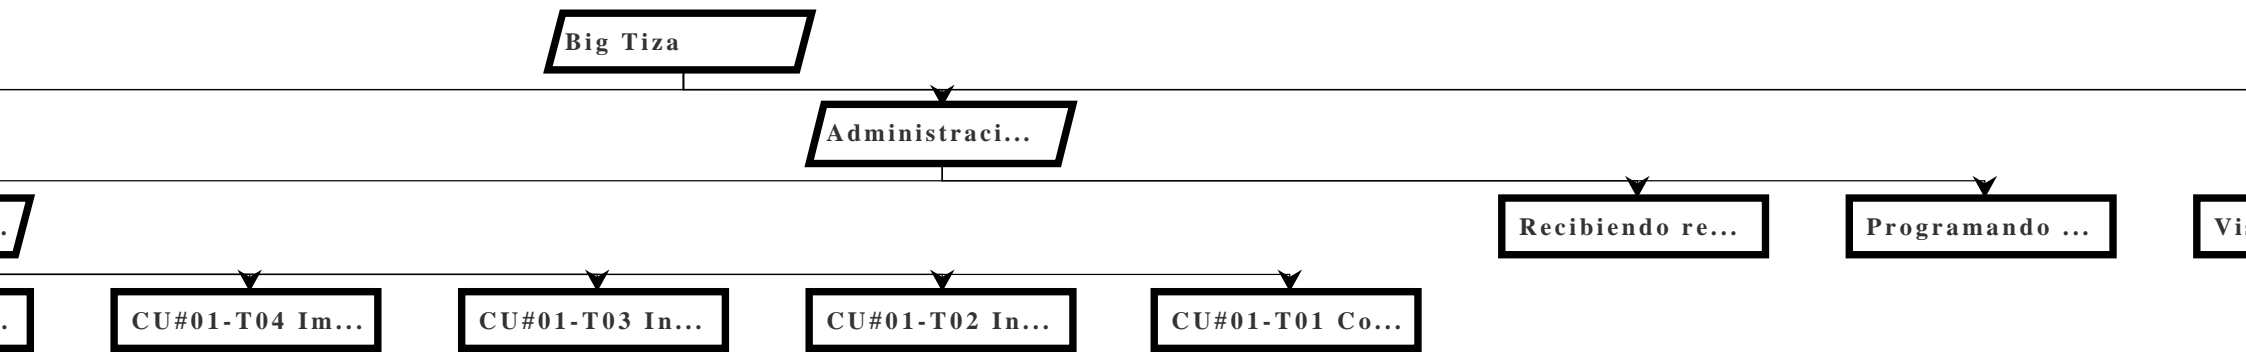 Big Tiza
Administraci...
Recibiendo re...
Programando ...
CU#01-T04 Im...
CU#01-T03 In...
CU#01-T02 In...
CU#01-T01 Co...